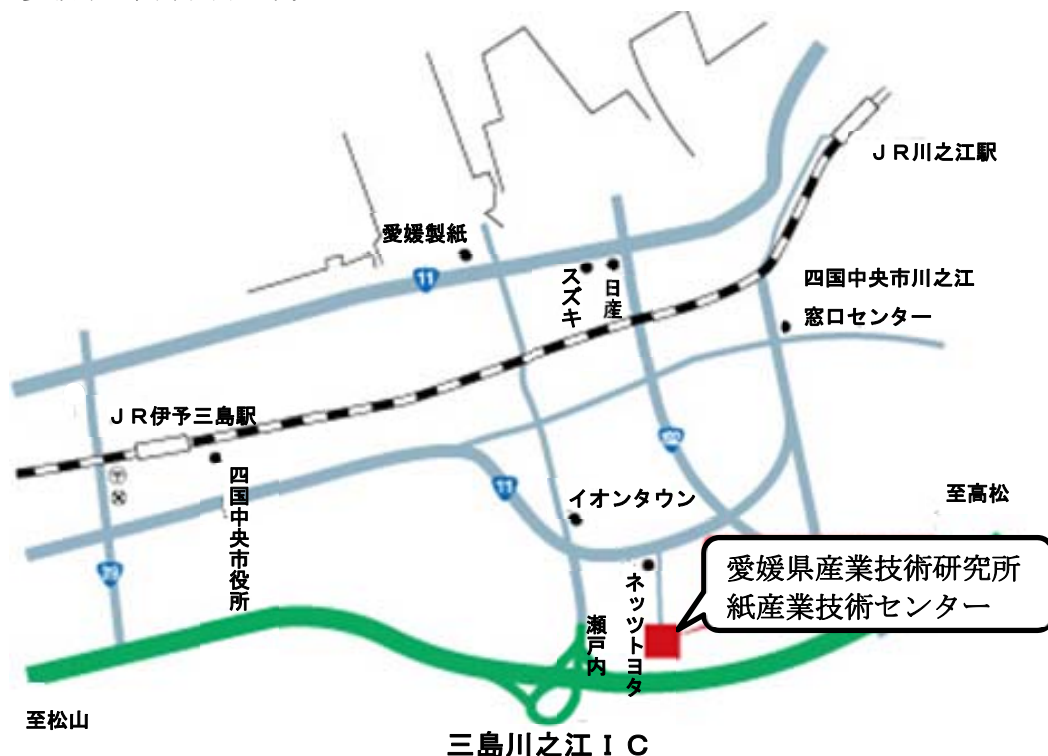 JR川之江駅
愛媛製紙
11
スズキ
日産
四国中央市川之江
窓口センター
JR伊予三島駅
四国中央市役所
11
イオンタウン
至高松
愛媛県産業技術研究所
紙産業技術センター
ネッツトヨタ
瀬戸内
至松山
三島川之江IC